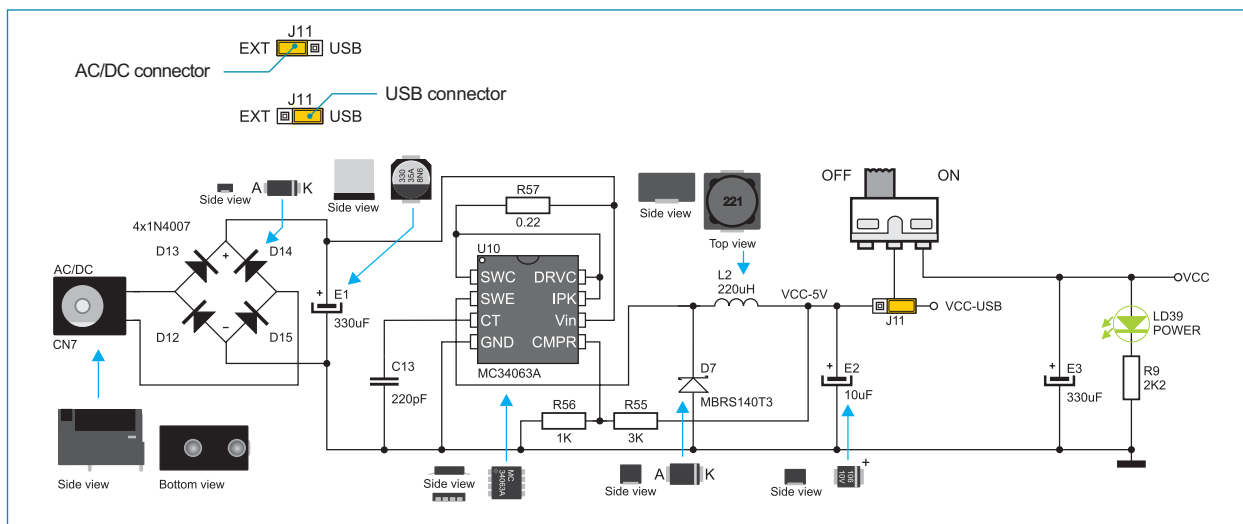 J11
EXT USB
AC/DC connector
J11
EXT USB
USB connector
A K
Side view
330
35A
8N6
Side view
4x1N4007
D13
D14
D12
D15
+
−
AC/DC
CN7
Side view
Bottom view
+
E1
330uF
R57
0.22
U10
SWC DRVC
SWE IPK
CT Vin
GND CMPR
MC34063A
C13
220pF
R56
1K
R55
3K
Side view
MC
34063A
Side view
221
Top view
L2
220uH
VCC-5V
D7
MBRS140T3
Side view
A K
+
E2
10uF
Side view
106
10V
+
OFF ON
J11
VCC-USB
VCC
LD39
POWER
+
E3
330uF
R9
2K2